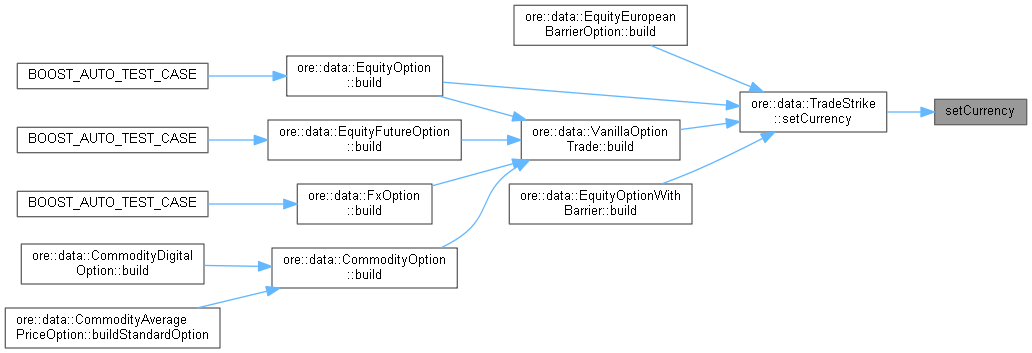 ore::data::EquityEuropean
BarrierOption::build
ore::data::EquityOption
::build
BOOST_AUTO_TEST_CASE
ore::data::TradeStrike
::setCurrency
setCurrency
BOOST_AUTO_TEST_CASE
ore::data::EquityFutureOption
::build
ore::data::VanillaOption
Trade::build
BOOST_AUTO_TEST_CASE
ore::data::FxOption
::build
ore::data::EquityOptionWith
Barrier::build
ore::data::CommodityDigital
Option::build
ore::data::CommodityOption
::build
ore::data::CommodityAverage
PriceOption::buildStandardOption